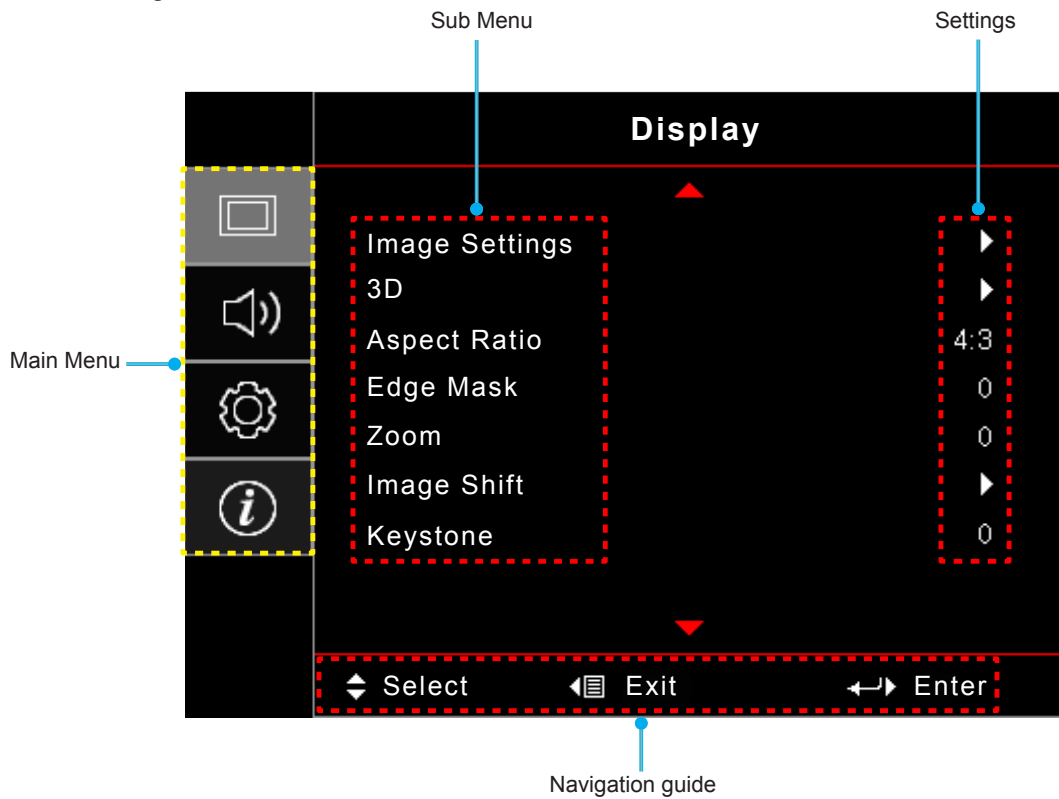 Sub Menu
Settings
Display
Image Settings
3D
Aspect Ratio 4:3
Edge Mask 0
Zoom 0
Image Shift
Keystone 0
Main Menu
Select Exit Enter
Navigation guide